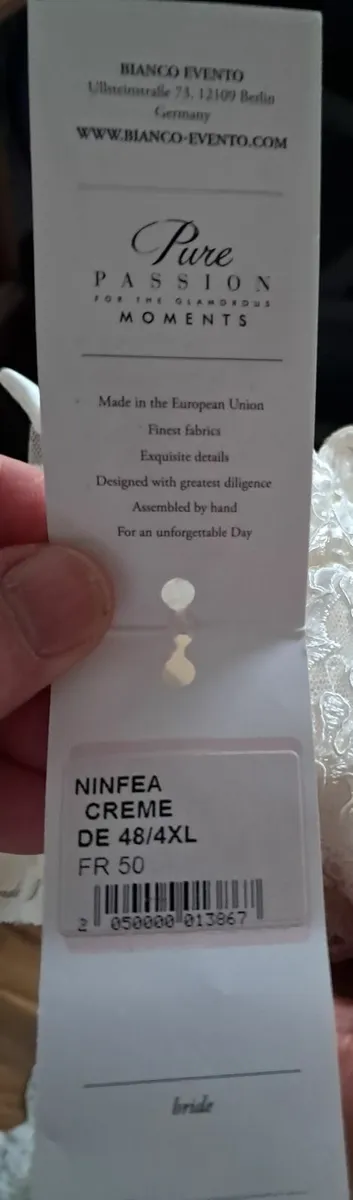 BIANCO EVENTO
Ullsteinstraße 73, 12109 Berlin
Germany
WWW.BIANCO-EVENTO.COM
Pure
PASSION
FOR THE GLAMOROUS
MOMENTS
Made in the European Union
Finest fabrics
Exquisite details
Designed with greatest diligence
Assembled by hand
For an unforgettable Day
NINFEA
CREME
DE 48/4XL
FR 50
2 050000 013867
bride